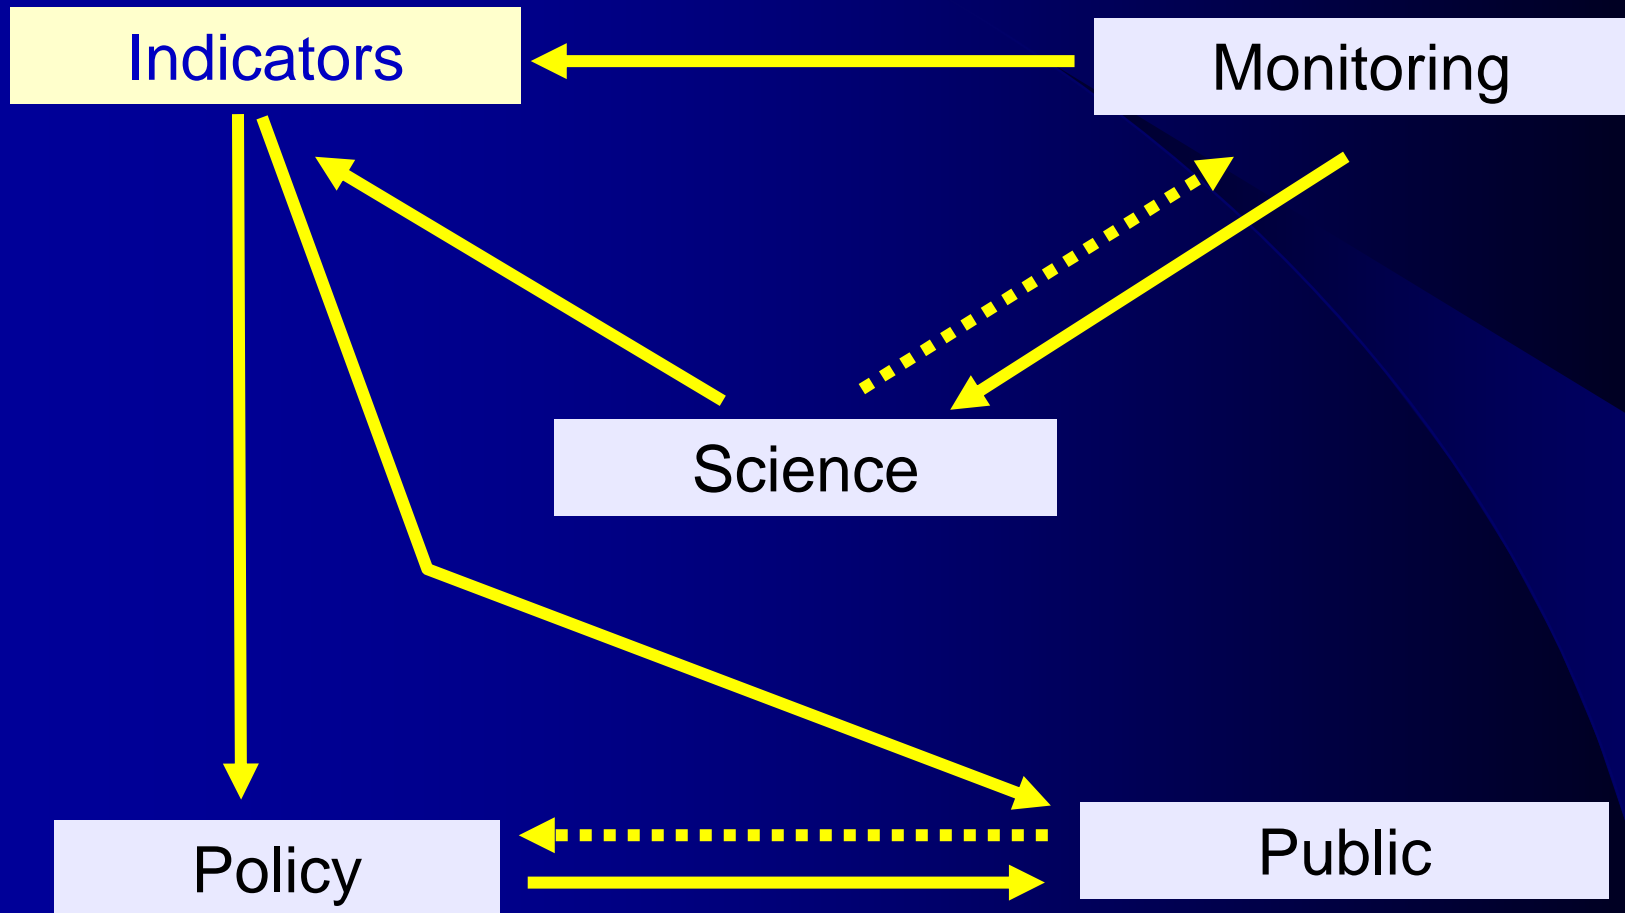 Indicators
Monitoring
Science
Policy
Public